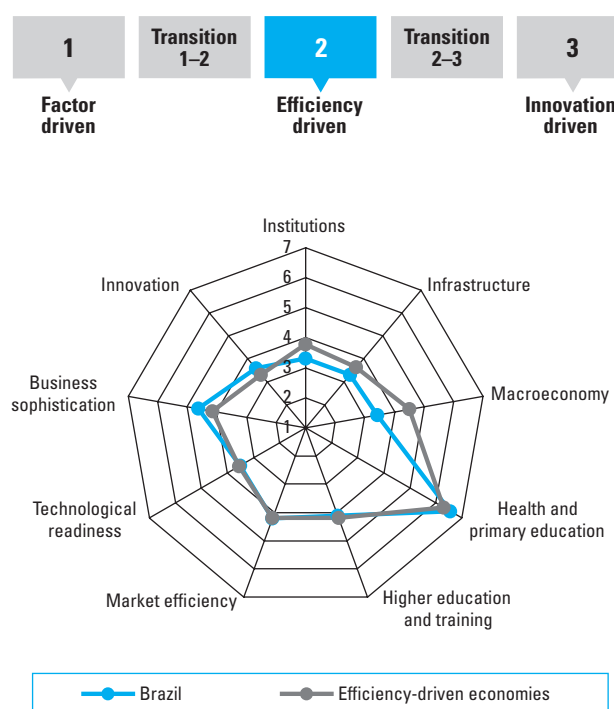 1
Transition
1–2
2
Transition
2–3
3
Factor
driven
Efficiency
driven
Innovation
driven
Institutions
7
6
5
4
3
2
1
Infrastructure
Macroeconomy
Health and
primary education
Higher education
and training
Market efficiency
Technological
readiness
Business
sophistication
Innovation
Brazil
Efficiency-driven economies